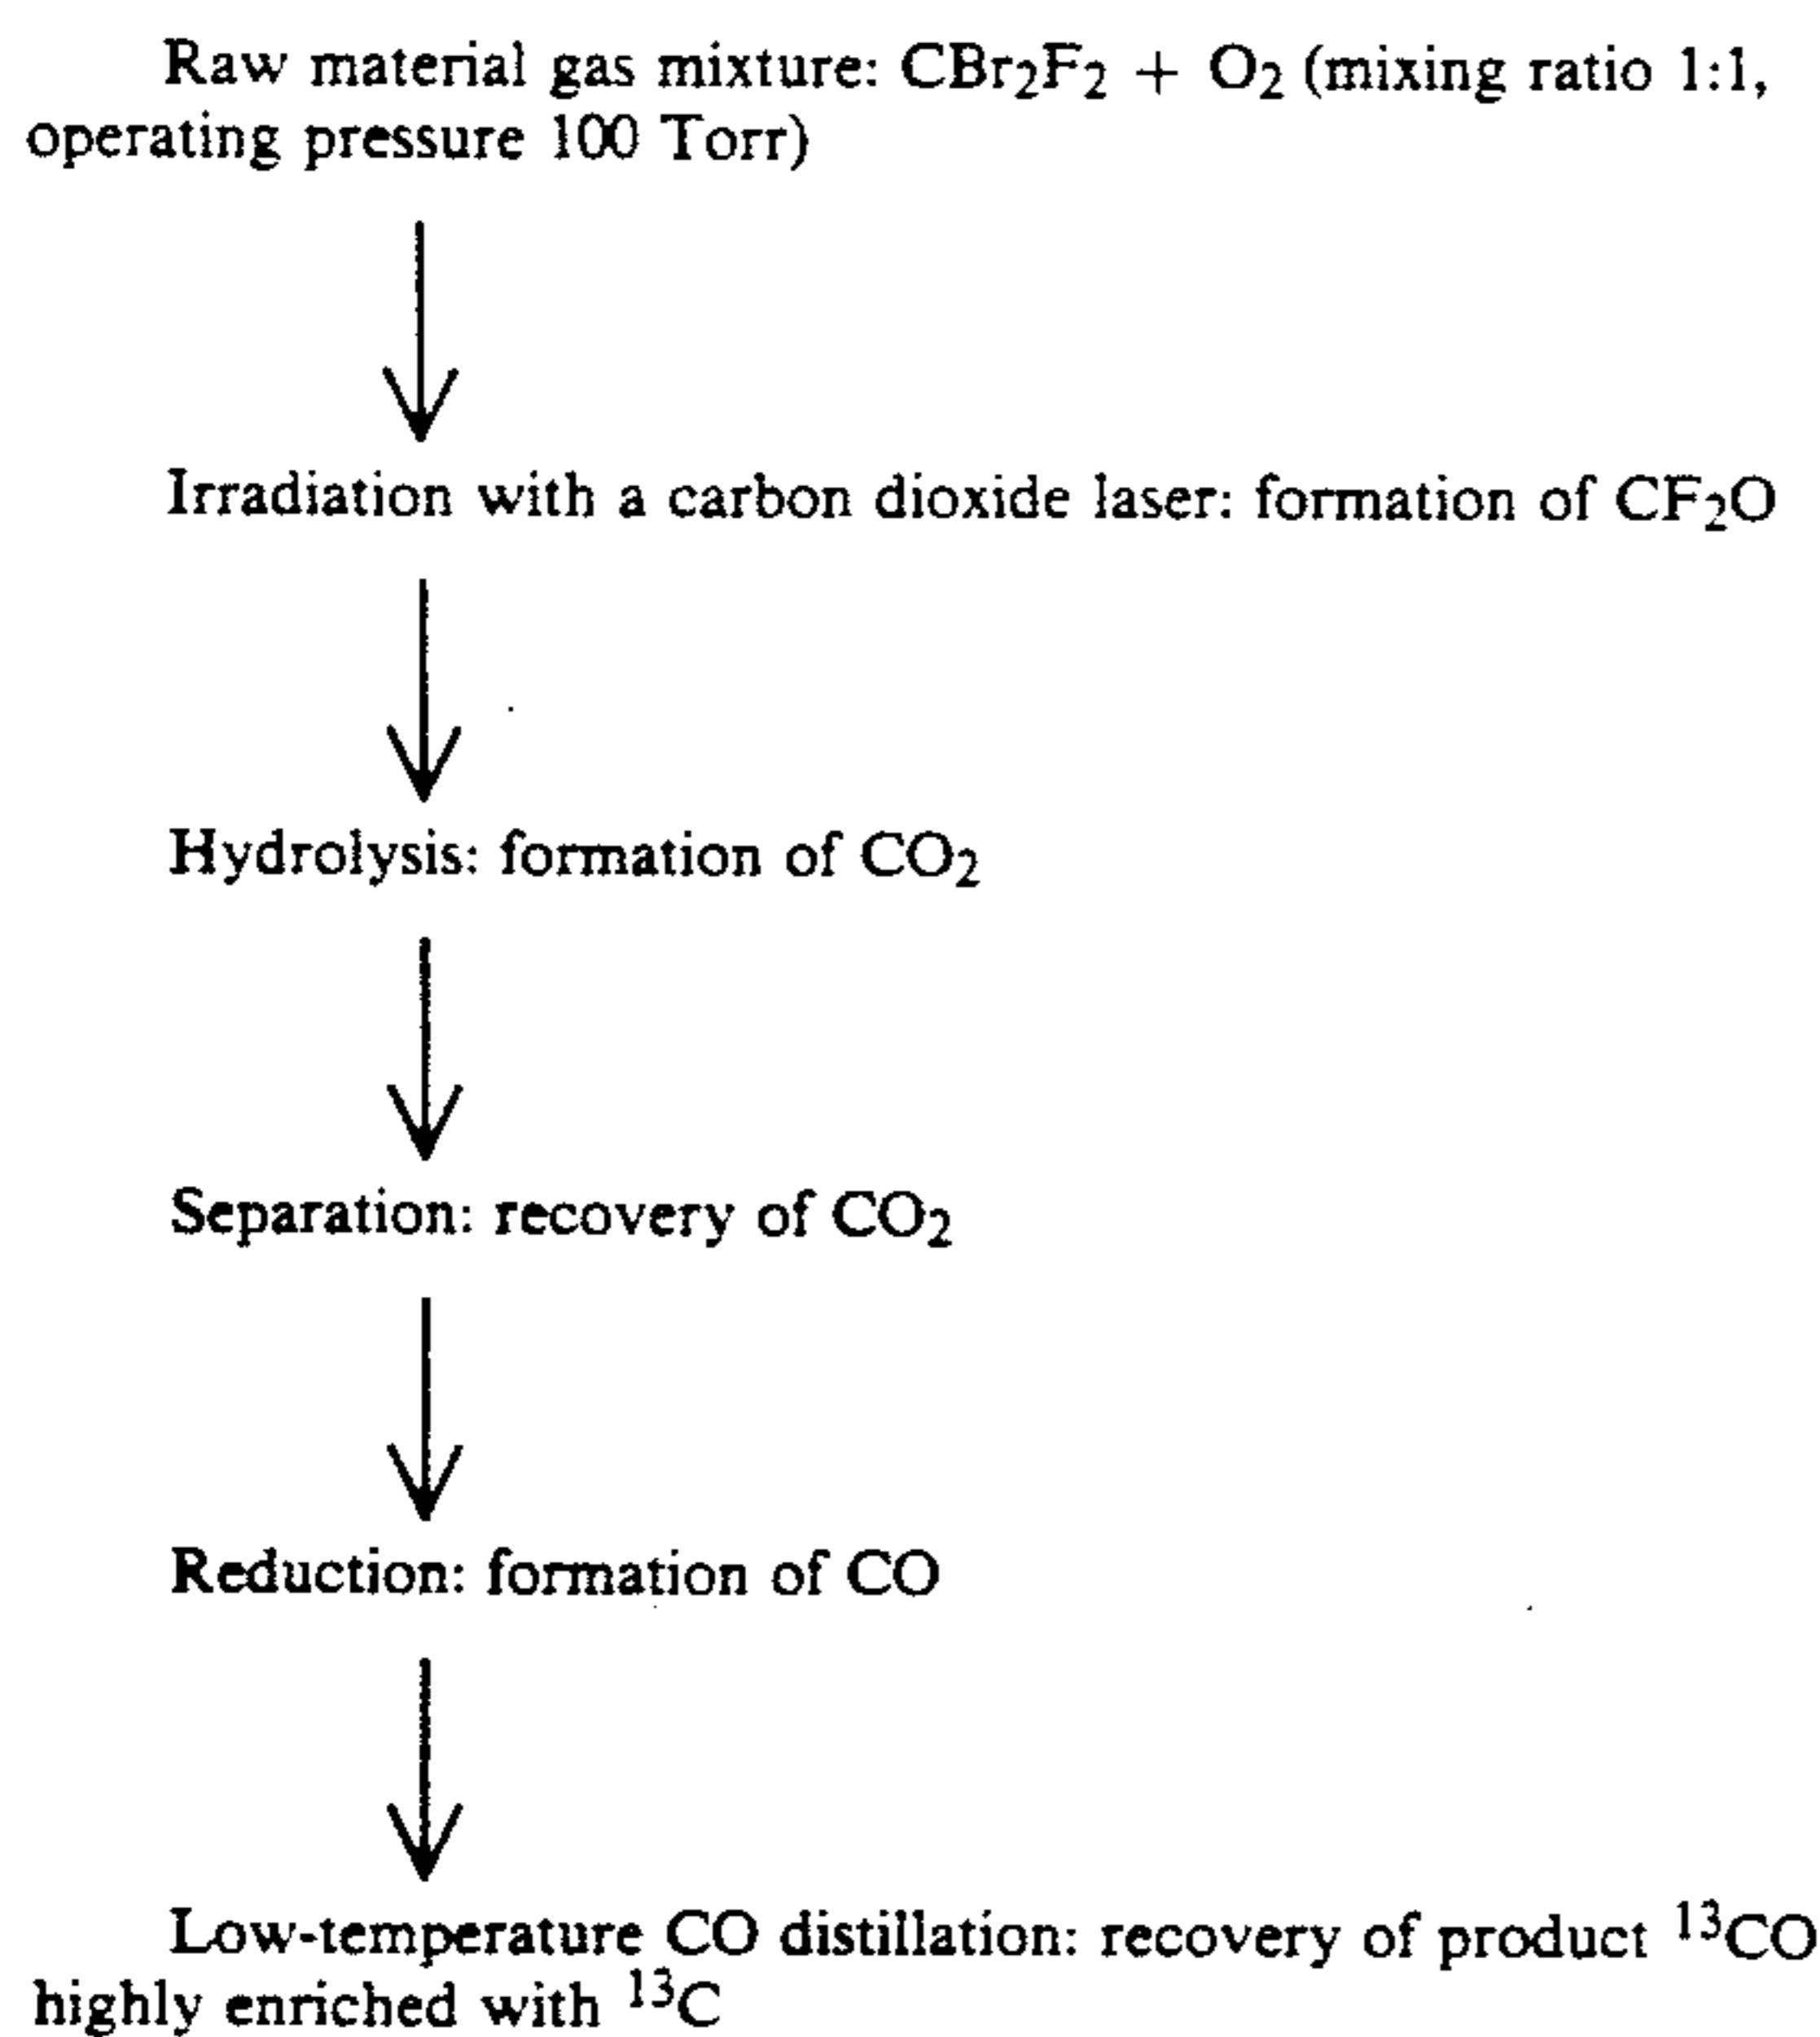 Raw material gas mixture: CBr₂F₂ + O₂ (mixing ratio 1:1,
operating pressure 100 Torr)
Irradiation with a carbon dioxide laser: formation of CF₂O
Hydrolysis: formation of CO₂
Separation: recovery of CO₂
Reduction: formation of CO
Low-temperature CO distillation: recovery of product ¹³CO
highly enriched with ¹³C